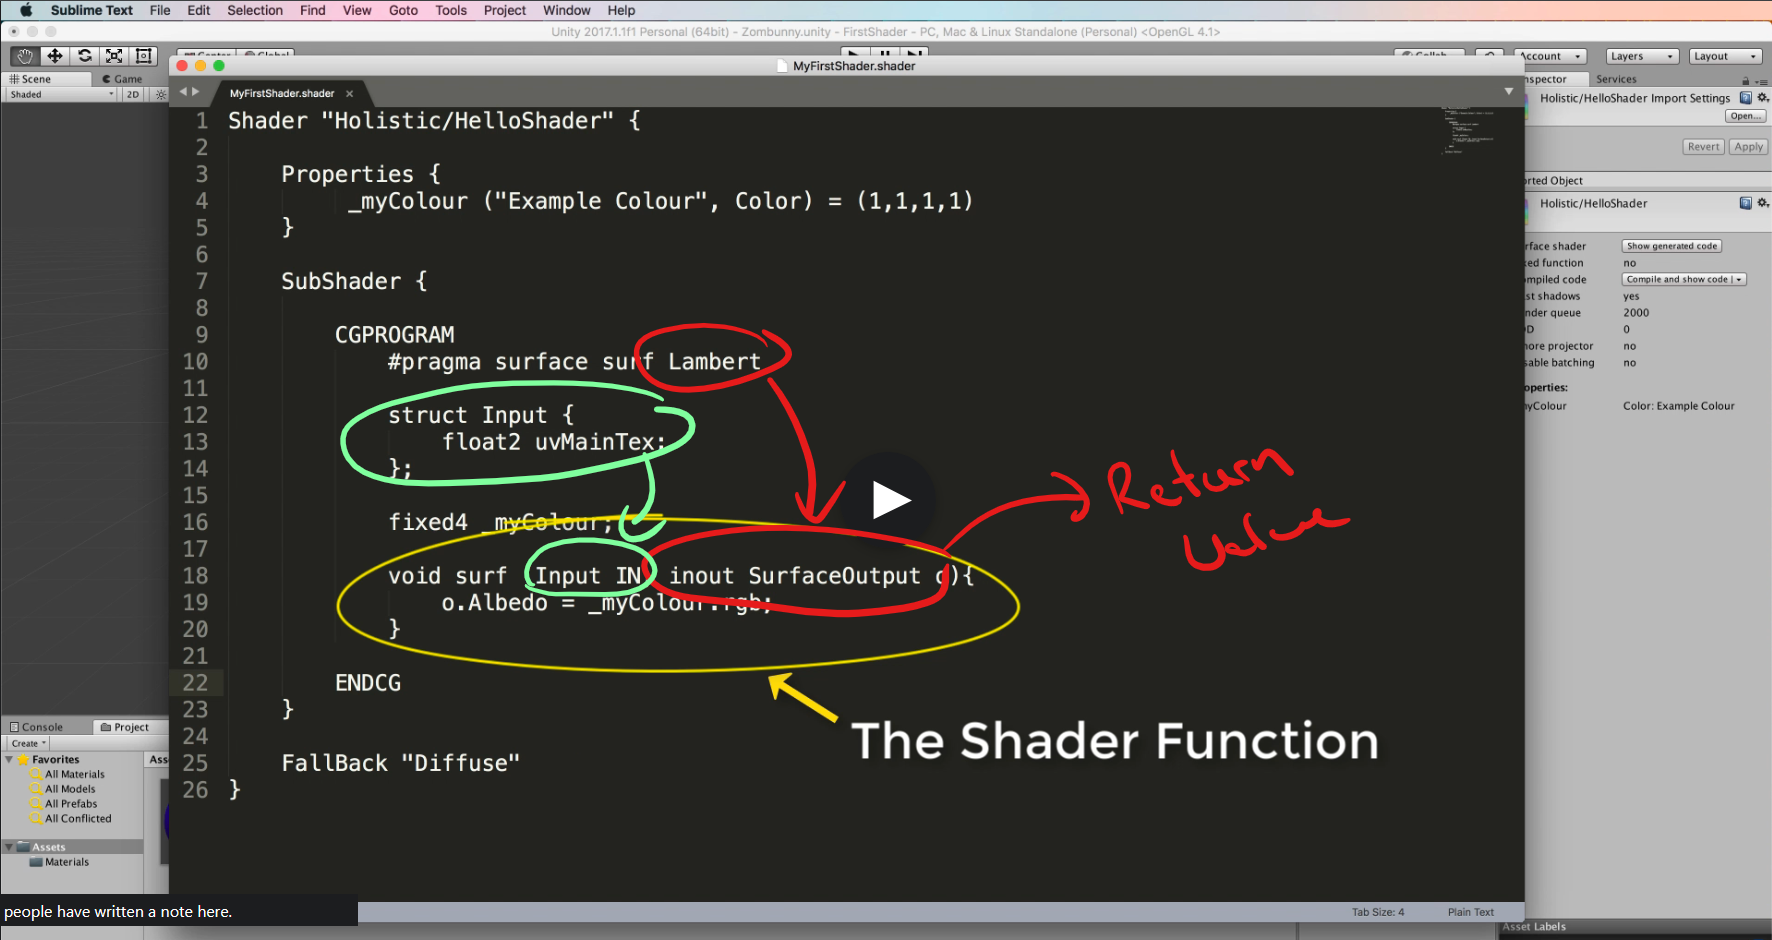 Sublime Text File Edit Selection Find View Goto Tools Project Window Help
Unity 2017.1.1f1 Personal (64bit) - Zombunny.unity - FirstShader - PC, Mac & Linux Standalone (Personal) <OpenGL 4.1>
Account Layers Layout
MyFirstShader.shader
Scene Game
Services
Shaded 2D
MyFirstShader.shader ×
Holistic/HelloShader Import Settings
Open...
Revert Apply
1 Shader "Holistic/HelloShader" {
2
3 Properties {
4 _myColour ("Example Colour", Color) = (1,1,1,1)
5 }
6
7 SubShader {
8
9 CGPROGRAM
10 #pragma surface surf Lambert
11
12 struct Input {
13 float2 uvMainTex;
14 };
15
16 fixed4 _myColour;
17
18 void surf (Input IN, inout SurfaceOutput o){
19 o.Albedo = _myColour.rgb;
20 }
21
22 ENDCG
23 }
24
25 FallBack "Diffuse"
26 }
Return
Value
The Shader Function
rted Object
Holistic/HelloShader
rface shader Show generated code
ed function no
mpiled code Compile and show code
st shadows yes
nder queue 2000
D 0
nore projector no
sable batching no
operties:
yColour Color: Example Colour
Console Project
Create
Favorites Ass
All Materials
All Models
All Prefabs
All Conflicted
Assets
Materials
people have written a note here.
Tab Size: 4 Plain Text
Asset Labels